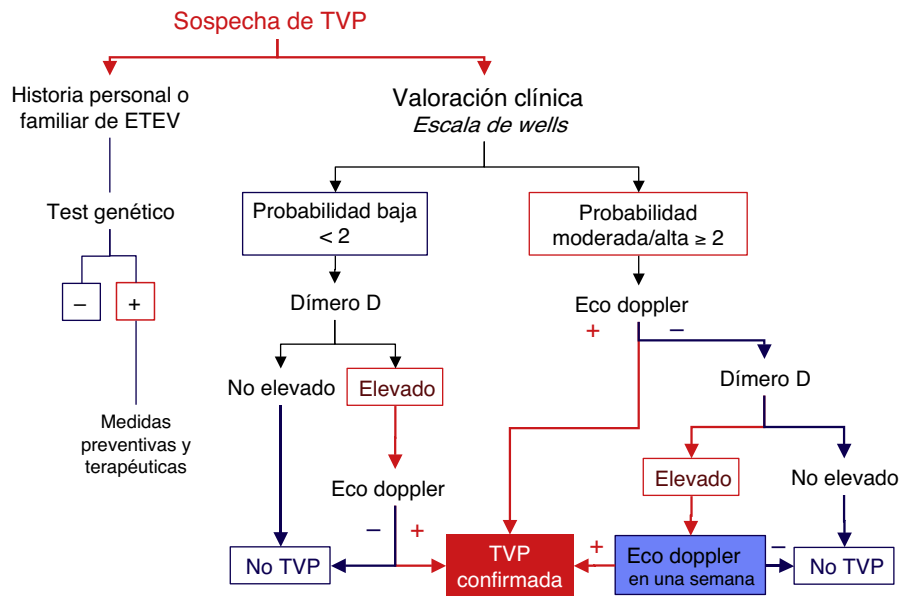 Sospecha de TVP
Historia personal o
familiar de ETEV
Valoración clínica
Escala de wells
Test genético
–
+
Medidas
preventivas y
terapéuticas
Probabilidad baja
< 2
Probabilidad
moderada/alta ≥ 2
Dímero D
Eco doppler
+
–
No elevado
Elevado
Dímero D
Eco doppler
Elevado
No elevado
–
+
No TVP
TVP
confirmada
+
Eco doppler
en una semana
–
No TVP